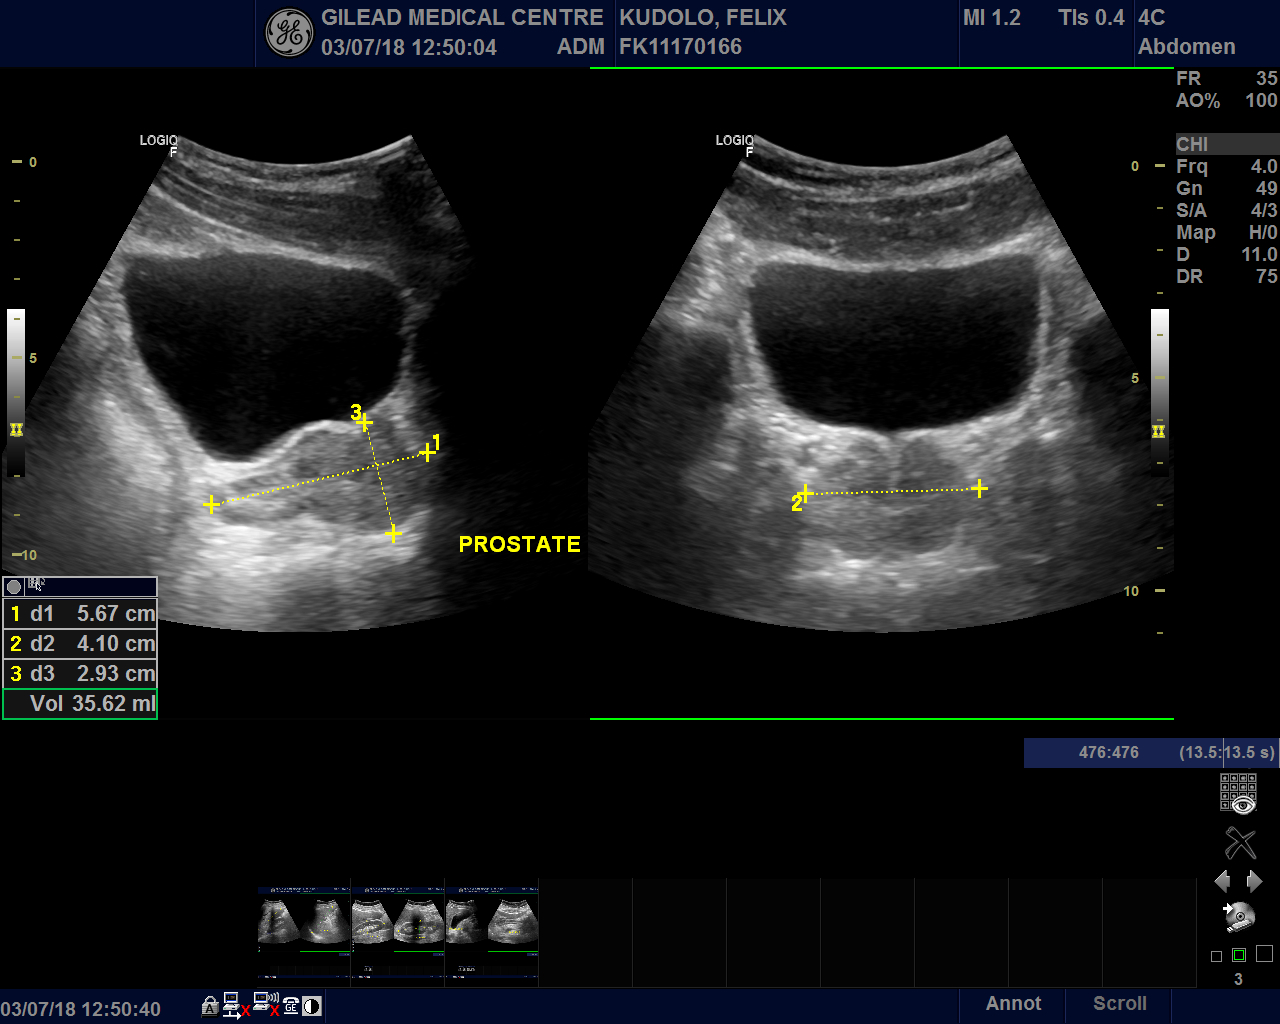 GILEAD MEDICAL CENTRE
03/07/18 12:50:04 ADM
KUDOLO, FELIX
FK11170166
MI 1.2 TIs 0.4
4C
Abdomen
FR 35
AO% 100
CHI
Frq 4.0
Gn 49
S/A 4/3
Map H/0
D 11.0
DR 75
LOGIQ
F
LOGIQ
F
0
5
10
0
5
10
3
1
2
PROSTATE
1 d1 5.67 cm
2 d2 4.10 cm
3 d3 2.93 cm
Vol 35.62 ml
476:476 (13.5:13.5 s)
3
03/07/18 12:50:40
Annot
Scroll